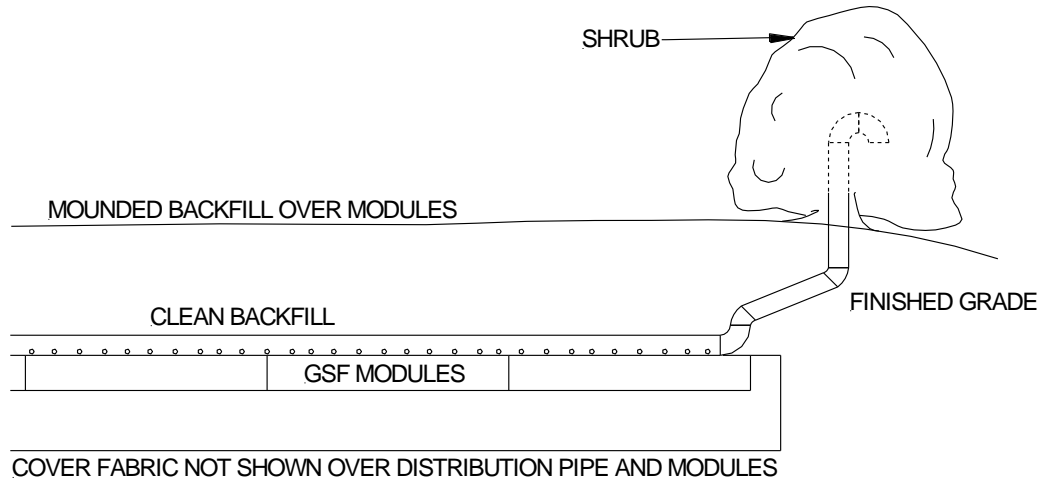 SHRUB
MOUNDED BACKFILL OVER MODULES
FINISHED GRADE
CLEAN BACKFILL
GSF MODULES
COVER FABRIC NOT SHOWN OVER DISTRIBUTION PIPE AND MODULES